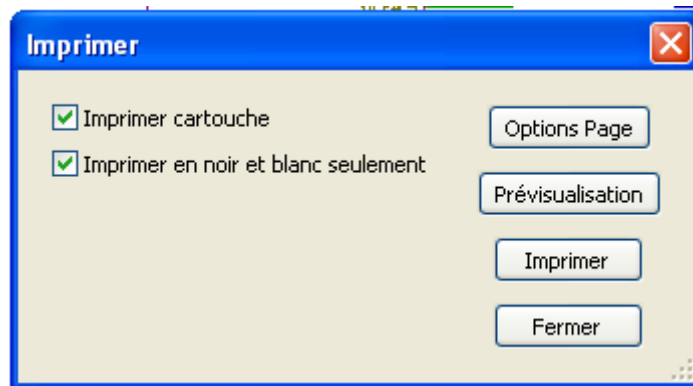 Imprimer
Imprimer cartouche
Imprimer en noir et blanc seulement
Options Page
Prévisualisation
Imprimer
Fermer